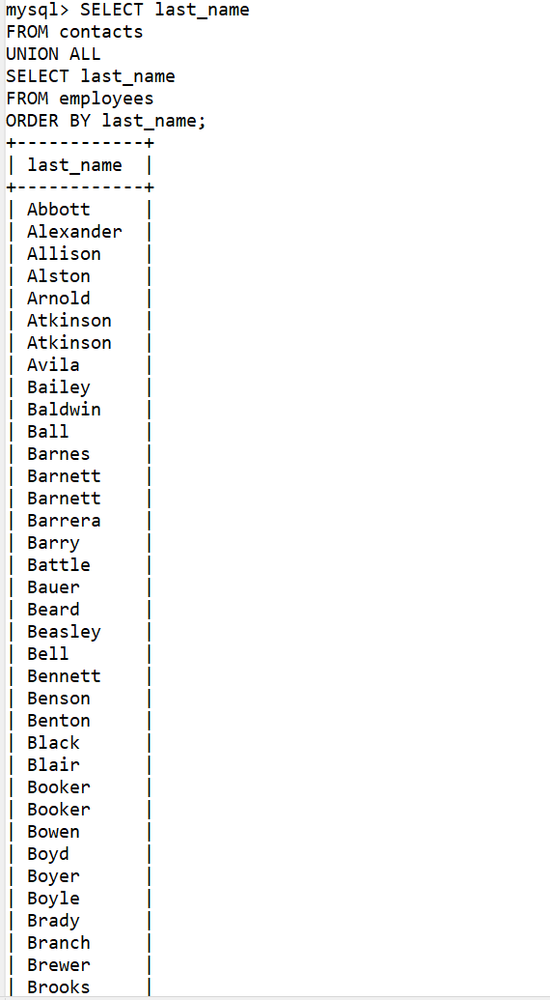 mysql> SELECT last_name
FROM contacts
UNION ALL
SELECT last_name
FROM employees
ORDER BY last_name;
+------------+
| last_name  |
+------------+
| Abbott     |
| Alexander  |
| Allison    |
| Alston     |
| Arnold     |
| Atkinson   |
| Atkinson   |
| Avila      |
| Bailey     |
| Baldwin    |
| Ball       |
| Barnes     |
| Barnett    |
| Barnett    |
| Barrera    |
| Barry      |
| Battle     |
| Bauer      |
| Beard      |
| Beasley    |
| Bell       |
| Bennett    |
| Benson     |
| Benton     |
| Black      |
| Blair      |
| Booker     |
| Booker     |
| Bowen      |
| Boyd       |
| Boyer      |
| Boyle      |
| Brady      |
| Branch     |
| Brewer     |
| Brooks     |